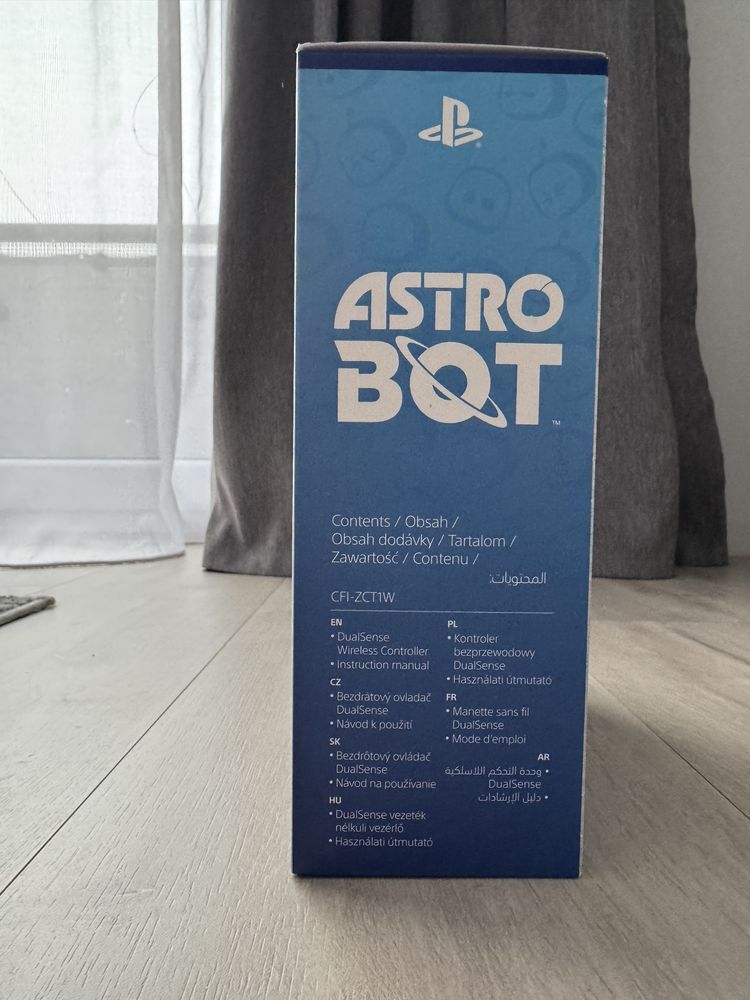 ASTRO
BOT
TM
Contents / Obsah /
Obsah dodávky / Tartalom /
Zawartość / Contenu /
المحتويات:
CFI-ZCT1W
EN
• DualSense
Wireless Controller
• Instruction manual
CZ
• Bezdrátový ovladač
DualSense
• Návod k použití
SK
• Bezdrôtový ovládač
DualSense
• Návod na používanie
HU
• DualSense vezeték
nélküli vezérlő
• Használati útmutató
PL
• Kontroler
bezprzewodowy
DualSense
• Használati útmutató
FR
• Manette sans fil
DualSense
• Mode d'emploi
AR
• وحدة التحكم اللاسلكية
DualSense
• دليل الإرشادات